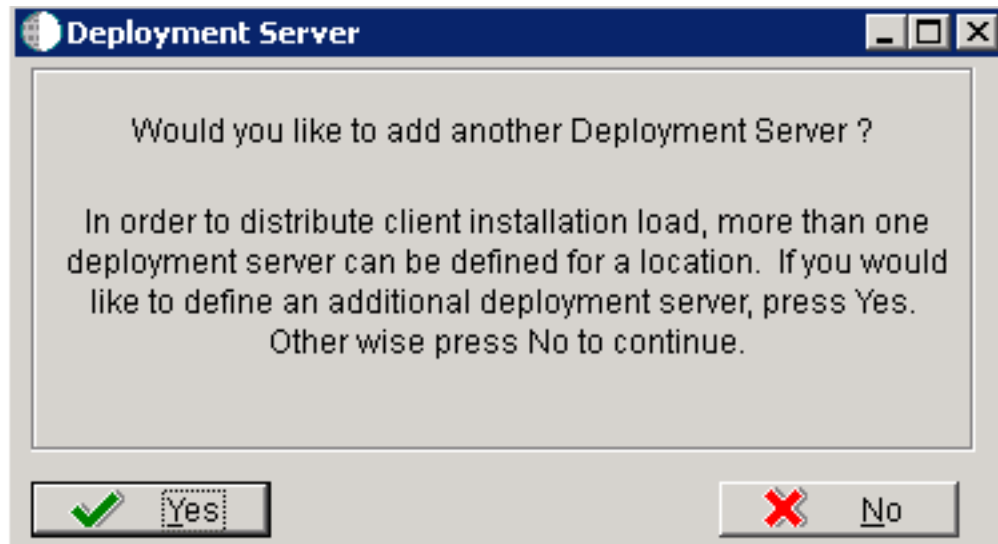 Deployment Server
Would you like to add another Deployment Server ?
In order to distribute client installation load, more than one
deployment server can be defined for a location.  If you would
like to define an additional deployment server, press Yes.
Other wise press No to continue.
Yes
No